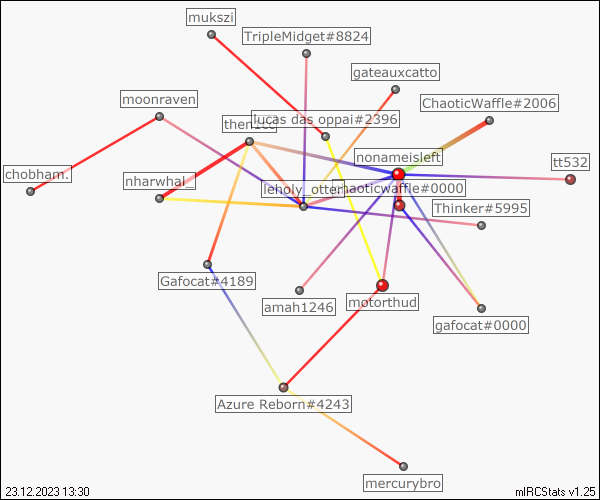 mukszi
TripleMidget#8824
gateauxcatto
moonraven
ChaoticWaffle#2006
lucas das oppai#2396
nonameisleft
tt532
chobham.
nharwhal_
leholy_otter
chaoticwaffle#0000
Thinker#5995
Gafocat#4189
amah1246
motorthud
gafocat#0000
Azure Reborn#4243
mercurybro
23.12.2023 13:30
mIRCStats v1.25